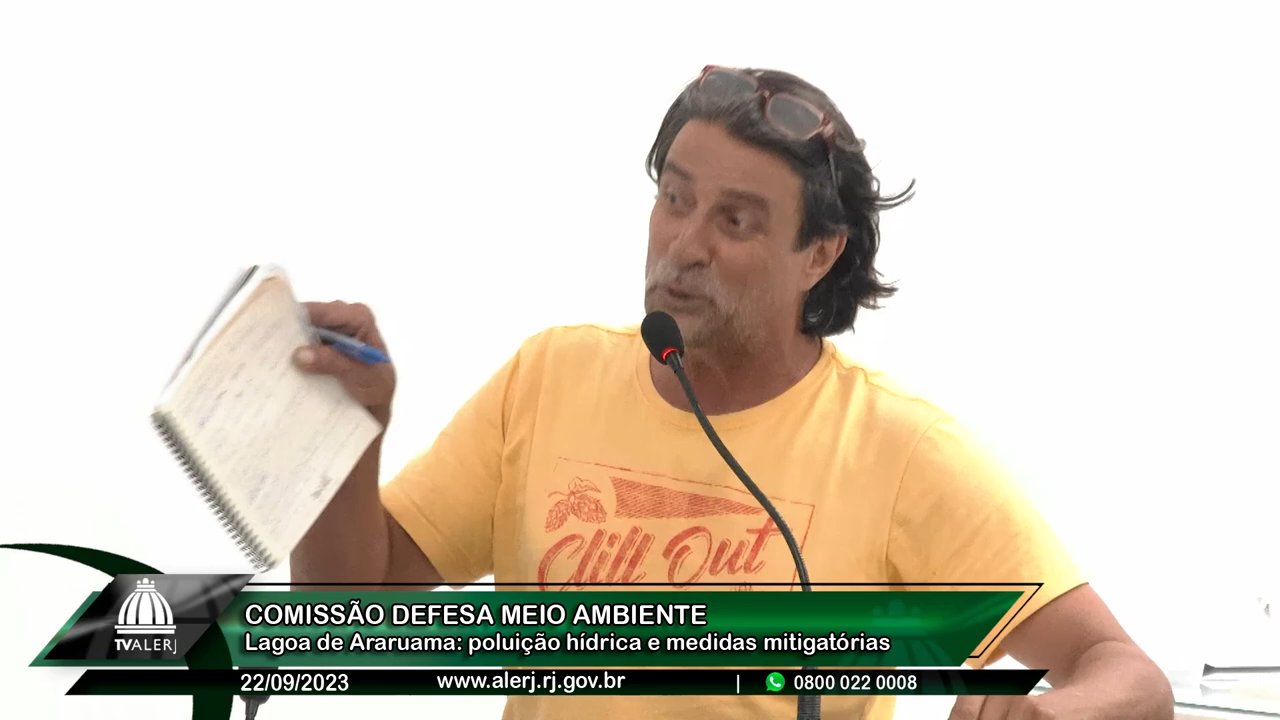 Chill Out
TVALERJ
COMISSÃO DEFESA MEIO AMBIENTE
Lagoa de Araruama: poluição hídrica e medidas mitigatórias
22/09/2023
www.alerj.rj.gov.br
| 0800 022 0008